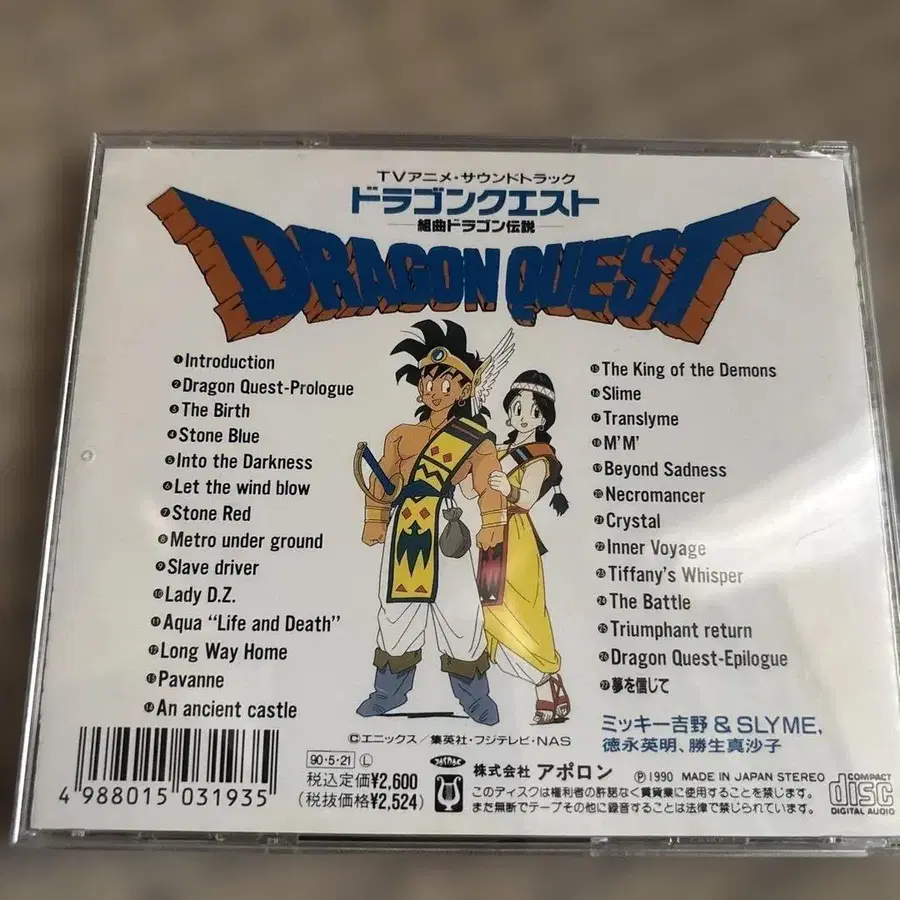 TVアニメ・サウンドトラック
ドラゴンクエスト
組曲ドラゴン伝説
DRAGON QUEST
1 Introduction
2 Dragon Quest-Prologue
3 The Birth
4 Stone Blue
5 Into the Darkness
6 Let the wind blow
7 Stone Red
8 Metro under ground
9 Slave driver
10 Lady D.Z.
11 Aqua “Life and Death”
12 Long Way Home
13 Pavanne
14 An ancient castle
15 The King of the Demons
16 Slime
17 Translyme
18 M'M'
19 Beyond Sadness
20 Necromancer
21 Crystal
22 Inner Voyage
23 Tiffany's Whisper
24 The Battle
25 Triumphant return
26 Dragon Quest-Epilogue
27 夢を信じて
ミッキー吉野 & SLYME,
徳永英明、勝生真沙子
©エニックス/集英社・フジテレビ・NAS
4 988015 031935
90・5・21 Ⓛ
税込定価¥2,600
(税抜価格¥2,524)
株式会社 アポロン
Ⓟ1990 MADE IN JAPAN STEREO
このディスクは権利者の許諾なく賃貸業に使用することを禁じます。
また無断でテープその他に録音することは法律で禁じられています。
COMPACT
disc
DIGITAL AUDIO